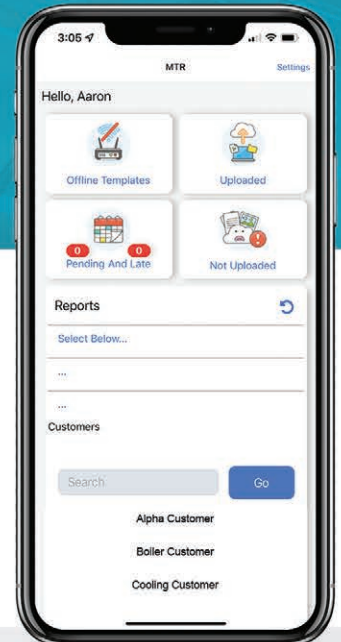 3:05
MTR
Settings
Hello, Aaron
Offline Templates
Uploaded
0
0
Pending And Late
Not Uploaded
Reports
Select Below...
...
...
Customers
Search
Go
Alpha Customer
Boiler Customer
Cooling Customer